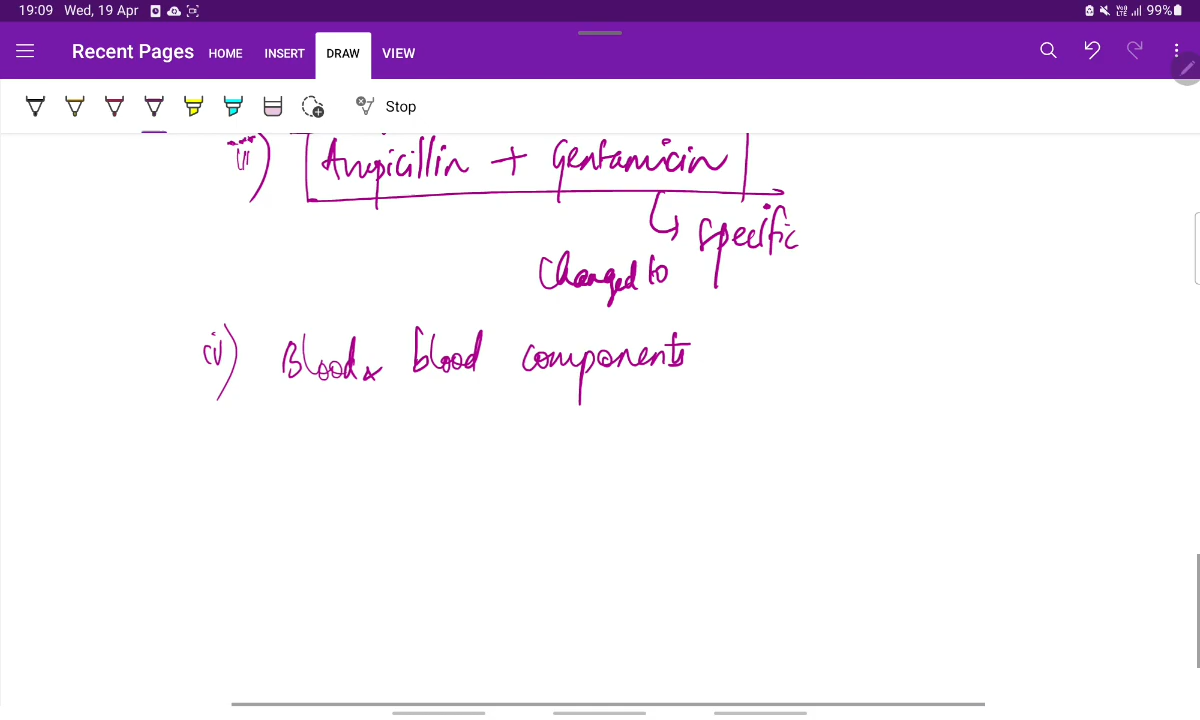 19:09 Wed, 19 Apr 99%
Recent Pages HOME INSERT DRAW VIEW
Stop
iii) Ampicillin + Gentamicin
↳ specific
Changed to
iv) Blood & blood components